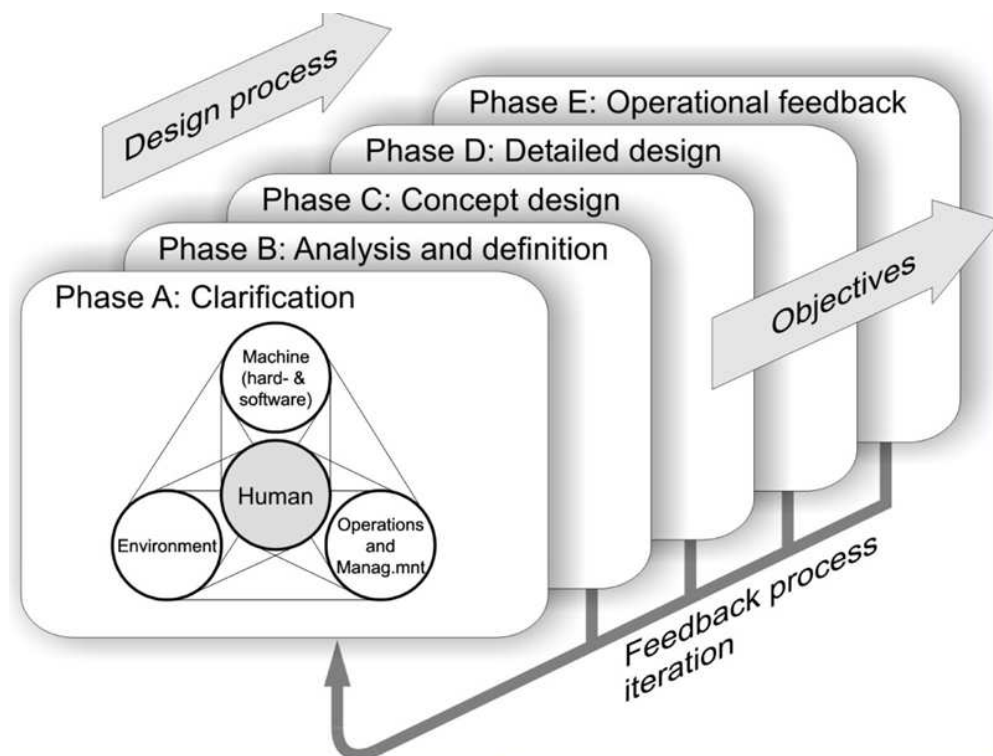 Design process
Phase E: Operational feedback
Phase D: Detailed design
Phase C: Concept design
Phase B: Analysis and definition
Phase A: Clarification
Objectives
Machine
(hard- &
software)
Human
Environment
Operations
and
Manag.mnt
Feedback process
iteration